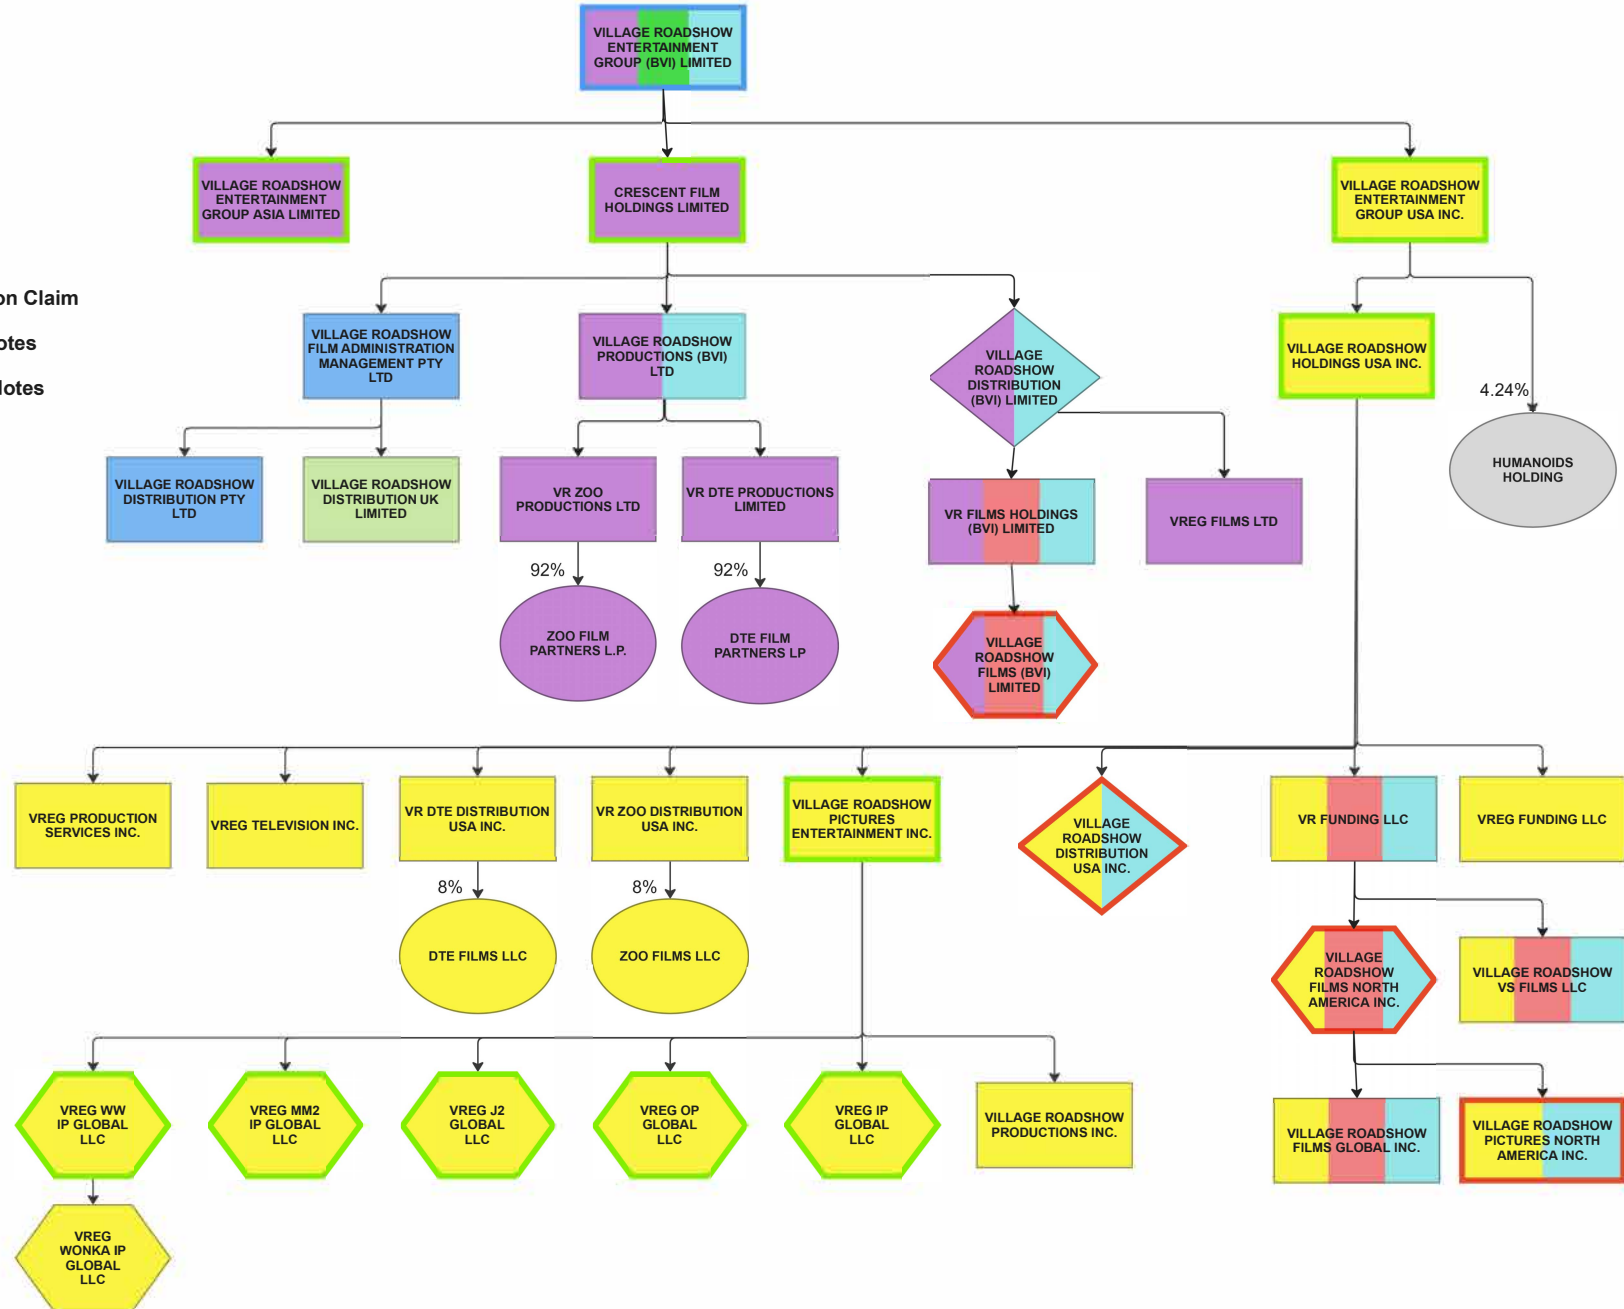 VILLAGE ROADSHOW
ENTERTAINMENT
GROUP (BVI) LIMITED
VILLAGE ROADSHOW
ENTERTAINMENT
GROUP ASIA LIMITED
CRESCENT FILM
HOLDINGS LIMITED
VILLAGE ROADSHOW
ENTERTAINMENT
GROUP USA INC.
on Claim
otes
Notes
VILLAGE ROADSHOW
FILM ADMINISTRATION
MANAGEMENT PTY
LTD
VILLAGE ROADSHOW
PRODUCTIONS (BVI)
LTD
VILLAGE
ROADSHOW
DISTRIBUTION
(BVI) LIMITED
VILLAGE ROADSHOW
HOLDINGS USA INC.
4.24%
HUMANOIDS
HOLDING
VILLAGE ROADSHOW
DISTRIBUTION PTY
LTD
VILLAGE ROADSHOW
DISTRIBUTION UK
LIMITED
VR ZOO
PRODUCTIONS LTD
VR DTE PRODUCTIONS
LIMITED
VR FILMS HOLDINGS
(BVI) LIMITED
VREG FILMS LTD
92%
92%
ZOO FILM
PARTNERS L.P.
DTE FILM
PARTNERS LP
VILLAGE
ROADSHOW
FILMS (BVI)
LIMITED
VREG PRODUCTION
SERVICES INC.
VREG TELEVISION INC.
VR DTE DISTRIBUTION
USA INC.
VR ZOO DISTRIBUTION
USA INC.
VILLAGE ROADSHOW
PICTURES
ENTERTAINMENT INC.
VILLAGE
ROADSHOW
DISTRIBUTION
USA INC.
VR FUNDING LLC
VREG FUNDING LLC
8%
8%
DTE FILMS LLC
ZOO FILMS LLC
VILLAGE
ROADSHOW
FILMS NORTH
AMERICA INC.
VILLAGE ROADSHOW
VS FILMS LLC
VREG WW
IP GLOBAL
LLC
VREG MM2
IP GLOBAL
LLC
VREG J2
GLOBAL
LLC
VREG OP
GLOBAL
LLC
VREG IP
GLOBAL
LLC
VILLAGE ROADSHOW
PRODUCTIONS INC.
VILLAGE ROADSHOW
FILMS GLOBAL INC.
VILLAGE ROADSHOW
PICTURES NORTH
AMERICA INC.
VREG
WONKA IP
GLOBAL
LLC